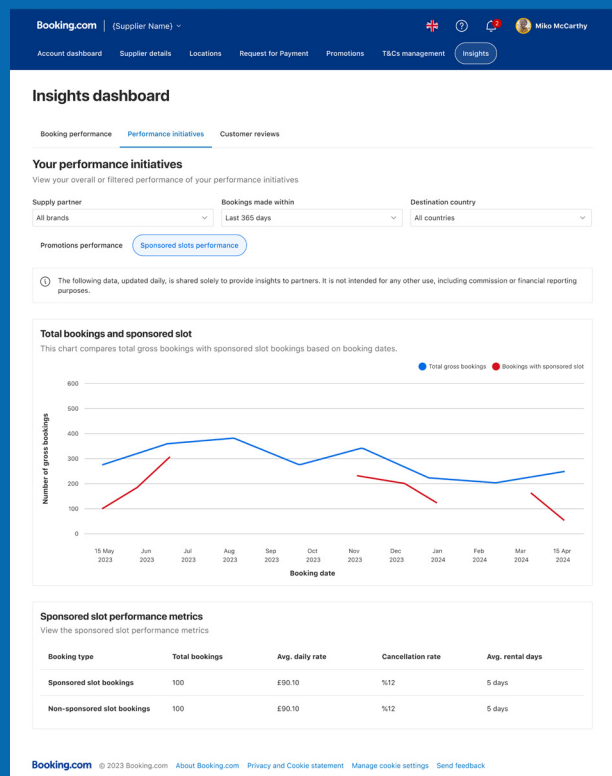 Booking.com {Supplier Name}
2
Miko McCarthy
Account dashboard Supplier details Locations Request for Payment Promotions T&Cs management Insights
Insights dashboard
Booking performance Performance initiatives Customer reviews
Your performance initiatives
View your overall or filtered performance of your performance initiatives
Supply partner Bookings made within Destination country
All brands Last 365 days All countries
Promotions performance Sponsored slots performance
The following data, updated daily, is shared solely to provide insights to partners. It is not intended for any other use, including commission or financial reporting
purposes.
Total bookings and sponsored slot
This chart compares total gross bookings with sponsored slot bookings based on booking dates.
Total gross bookings Bookings with sponsored slot
Number of gross bookings
600
500
400
300
200
100
0
15 May Jun Jul Aug Sep Oct Nov Dec Jan Feb Mar 15 Apr
2023 2023 2023 2023 2023 2023 2023 2023 2024 2024 2024 2024
Booking date
Sponsored slot performance metrics
View the sponsored slot performance metrics
Booking type Total bookings Avg. daily rate Cancellation rate Avg. rental days
Sponsored slot bookings 100 £90.10 %12 5 days
Non-sponsored slot bookings 100 £90.10 %12 5 days
Booking.com © 2023 Booking.com About Booking.com Privacy and Cookie statement Manage cookie settings Send feedback